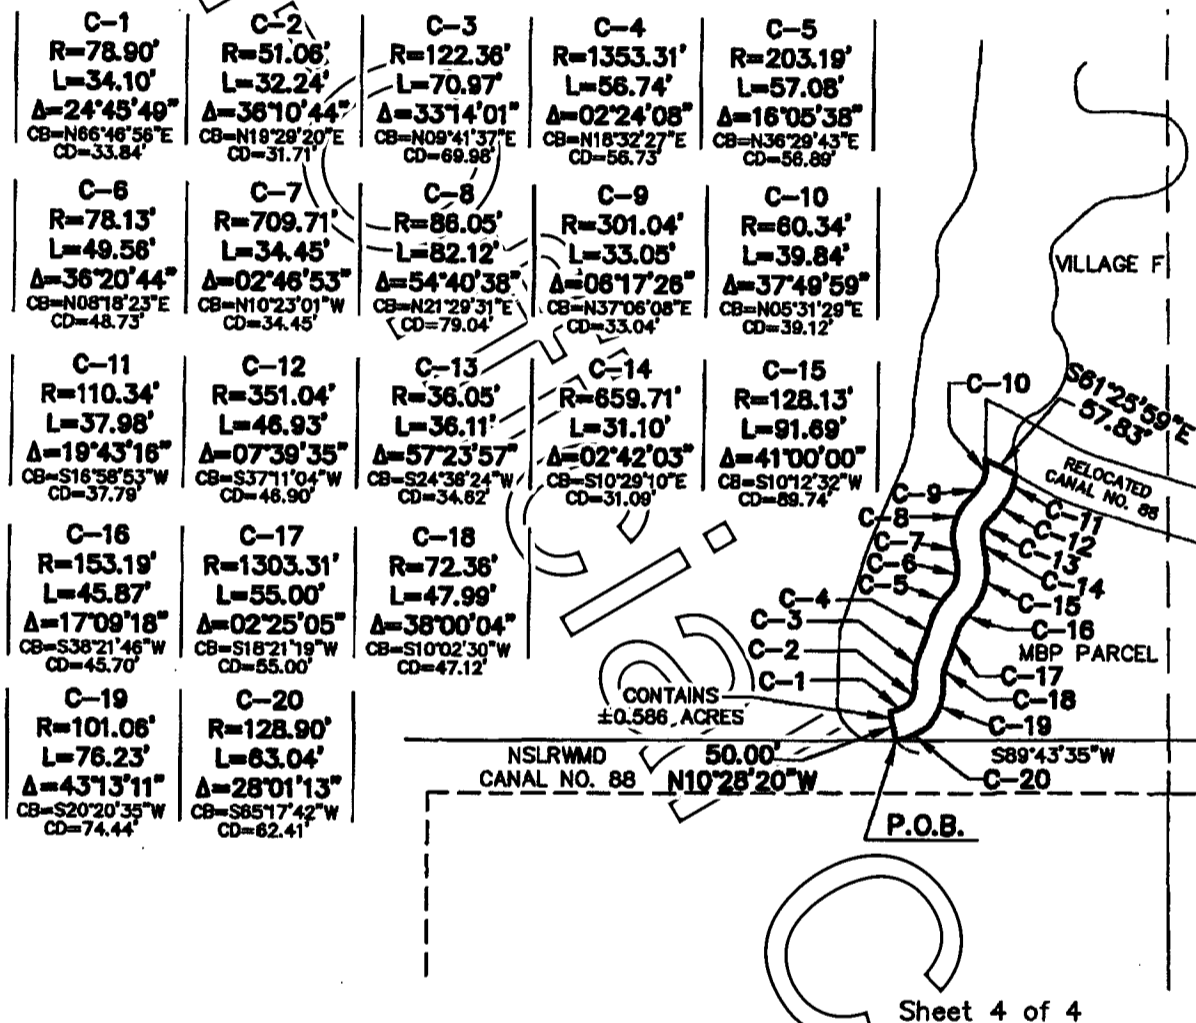 C-1
R=78.90'
L=34.10'
Δ=24°45'49"
CB=N66°46'56"E
CD=33.84'
C-2
R=51.06'
L=32.24'
Δ=36°10'44"
CB=N19°29'20"E
CD=31.71'
C-3
R=122.36'
L=70.97'
Δ=33°14'01"
CB=N09°41'37"E
CD=69.98'
C-4
R=1353.31'
L=56.74'
Δ=02°24'08"
CB=N18°32'27"E
CD=56.73'
C-5
R=203.19'
L=57.08'
Δ=16°05'38"
CB=N36°29'43"E
CD=56.89'
C-6
R=78.13'
L=49.56'
Δ=36°20'44"
CB=N08°18'23"E
CD=48.73'
C-7
R=709.71'
L=34.45'
Δ=02°46'53"
CB=N10°23'01"W
CD=34.45'
C-8
R=86.05'
L=82.12'
Δ=54°40'38"
CB=N21°29'31"E
CD=79.04'
C-9
R=301.04'
L=33.05'
Δ=06°17'26"
CB=N37°06'08"E
CD=33.04'
C-10
R=60.34'
L=39.84'
Δ=37°49'59"
CB=N05°31'29"E
CD=39.12'
C-11
R=110.34'
L=37.98'
Δ=19°43'16"
CB=S16°58'53"W
CD=37.79'
C-12
R=351.04'
L=46.93'
Δ=07°39'35"
CB=S37°11'04"W
CD=46.90'
C-13
R=36.05'
L=36.11'
Δ=57°23'57"
CB=S24°36'24"W
CD=34.62'
C-14
R=659.71'
L=31.10'
Δ=02°42'03"
CB=S10°29'10"E
CD=31.09'
C-15
R=128.13'
L=91.69'
Δ=41°00'00"
CB=S10°12'32"W
CD=89.74'
C-16
R=153.19'
L=45.87'
Δ=17°09'18"
CB=S38°21'46"W
CD=45.70'
C-17
R=1303.31'
L=55.00'
Δ=02°25'05"
CB=S18°21'19"W
CD=55.00'
C-18
R=72.36'
L=47.99'
Δ=38°00'04"
CB=S10°02'30"W
CD=47.12'
C-19
R=101.06'
L=76.23'
Δ=43°13'11"
CB=S20°20'35"W
CD=74.44'
C-20
R=128.90'
L=63.04'
Δ=28°01'13"
CB=S65°17'42"W
CD=62.41'
VILLAGE F
C-10
S61°25'59"E
57.83'
RELOCATED
CANAL NO. 88
C-9
C-8
C-7
C-6
C-5
C-4
C-3
C-2
C-1
C-11
C-12
C-13
C-14
C-15
C-16
MBP PARCEL
C-17
C-18
C-19
CONTAINS
±0.586 ACRES
NSLRWMD
CANAL NO. 88
50.00'
N10°28'20"W
S89°43'35"W
C-20
P.O.B.
Sheet 4 of 4